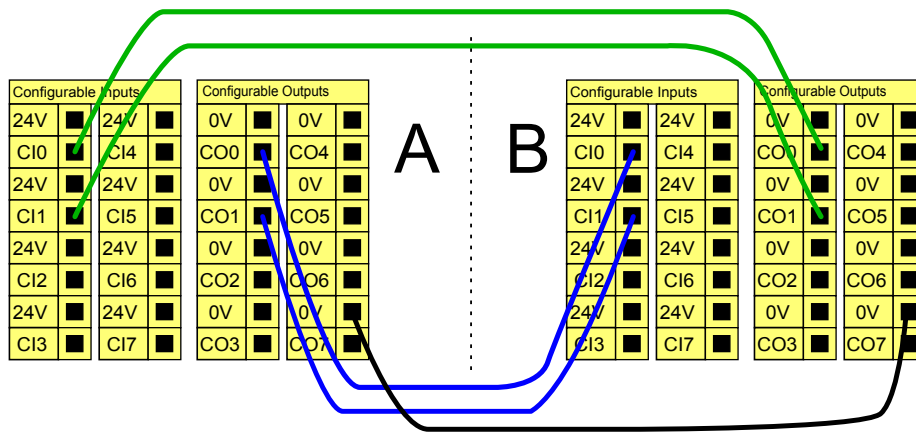 Configurable Inputs
24V 24V
CI0 CI4
24V 24V
CI1 CI5
24V 24V
CI2 CI6
24V 24V
CI3 CI7
Configurable Outputs
0V 0V
CO0 CO4
0V 0V
CO1 CO5
0V 0V
CO2 CO6
0V 0V
CO3 CO7
A
B
Configurable Inputs
24V 24V
CI0 CI4
24V 24V
CI1 CI5
24V 24V
CI2 CI6
24V 24V
CI3 CI7
Configurable Outputs
0V 0V
CO0 CO4
0V 0V
CO1 CO5
0V 0V
CO2 CO6
0V 0V
CO3 CO7